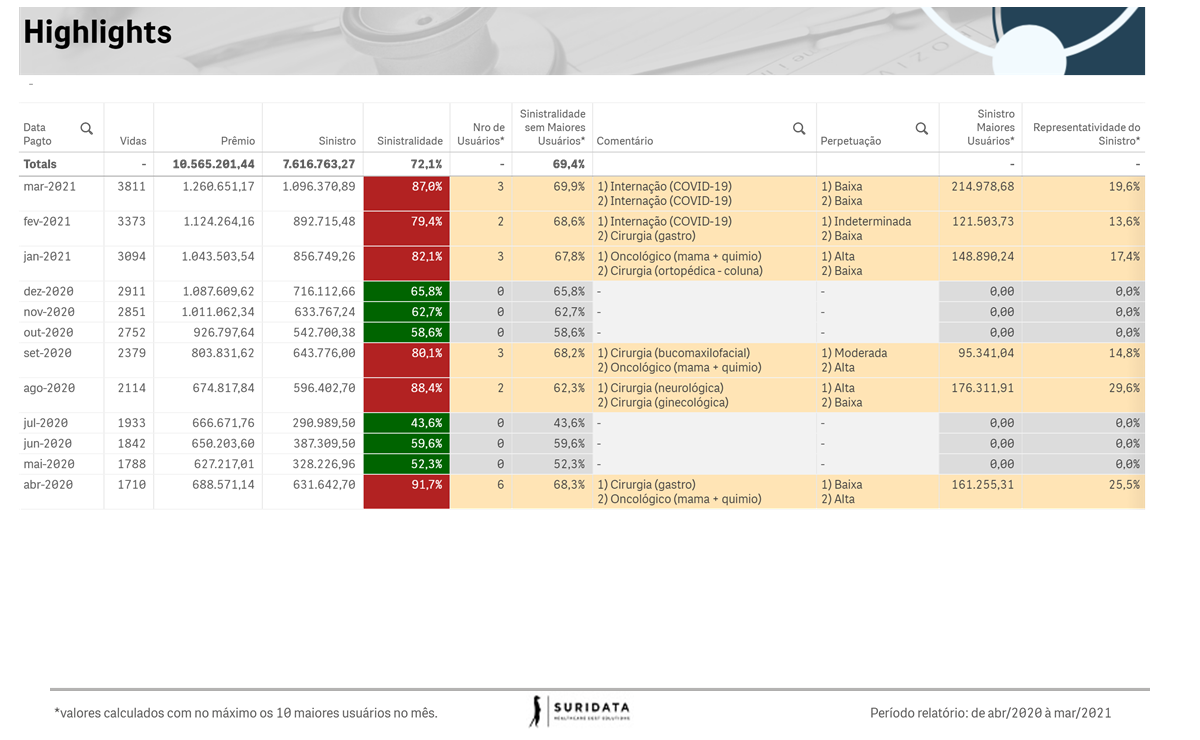 Highlights
-
Data Pagto Vidas Prêmio Sinistro Sinistralidade Nro de Usuários* Sinistralidade sem Maiores Usuários* Comentário Perpetuação Sinistro Maiores Usuários* Representatividade do Sinistro*
Totals - 10.565.201,44 7.616.763,27 72,1% - 69,4% - -
mar-2021 3811 1.260.651,17 1.096.370,89 87,0% 3 69,9% 1) Internação (COVID-19) 1) Baixa 214.978,68 19,6%
2) Internação (COVID-19) 2) Baixa
fev-2021 3373 1.124.264,16 892.715,48 79,4% 2 68,6% 1) Internação (COVID-19) 1) Indeterminada 121.503,73 13,6%
2) Cirurgia (gastro) 2) Baixa
jan-2021 3094 1.043.503,54 856.749,26 82,1% 3 67,8% 1) Oncológico (mama + quimio) 1) Alta 148.890,24 17,4%
2) Cirurgia (ortopédica - coluna) 2) Baixa
dez-2020 2911 1.087.609,62 716.112,66 65,8% 0 65,8% - - 0,00 0,0%
nov-2020 2851 1.011.062,34 633.767,24 62,7% 0 62,7% - - 0,00 0,0%
out-2020 2752 926.797,64 542.700,38 58,6% 0 58,6% - - 0,00 0,0%
set-2020 2379 803.831,62 643.776,00 80,1% 3 68,2% 1) Cirurgia (bucomaxilofacial) 1) Moderada 95.341,04 14,8%
2) Oncológico (mama + quimio) 2) Alta
ago-2020 2114 674.817,84 596.402,70 88,4% 2 62,3% 1) Cirurgia (neurológica) 1) Alta 176.311,91 29,6%
2) Cirurgia (ginecológica) 2) Baixa
jul-2020 1933 666.671,76 290.989,50 43,6% 0 43,6% - - 0,00 0,0%
jun-2020 1842 650.203,60 387.309,50 59,6% 0 59,6% - - 0,00 0,0%
mai-2020 1788 627.217,01 328.226,96 52,3% 0 52,3% - - 0,00 0,0%
abr-2020 1710 688.571,14 631.642,70 91,7% 6 68,3% 1) Cirurgia (gastro) 1) Baixa 161.255,31 25,5%
2) Oncológico (mama + quimio) 2) Alta
*valores calculados com no máximo os 10 maiores usuários no mês.
SURIDATA
HEALTHCARE BEST SOLUTIONS
Período relatório: de abr/2020 à mar/2021